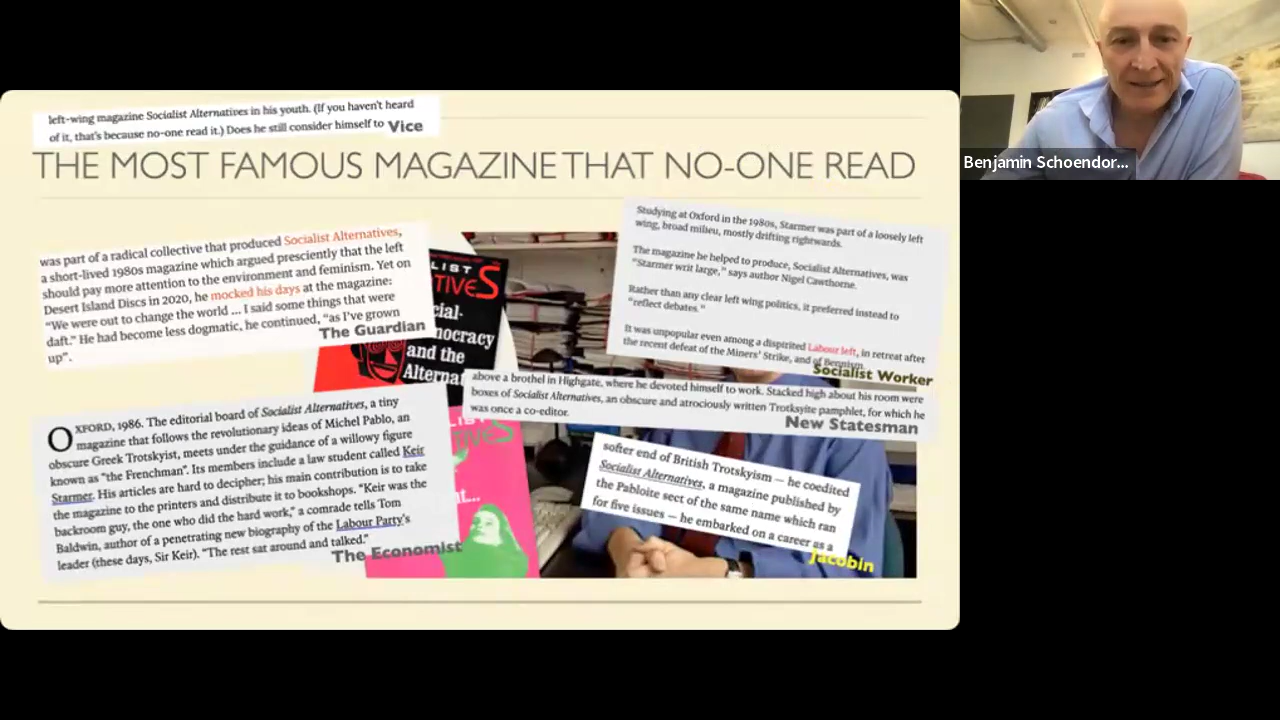 left-wing magazine Socialist Alternatives in his youth. (If you haven't heard
of it, that's because no-one read it.) Does he still consider himself to Vice
THE MOST FAMOUS MAGAZINE THAT NO-ONE READ
was part of a radical collective that produced Socialist Alternatives,
a short-lived 1980s magazine which argued presciently that the left
should pay more attention to the environment and feminism. Yet on
Desert Island Discs in 2020, he mocked his days at the magazine:
"We were out to change the world ... I said some things that were
daft." He had become less dogmatic, he continued, "as I've grown
up".
The Guardian
LIST
TIVES
cial-
mocracy
and the
Alterna
Studying at Oxford in the 1980s, Starmer was part of a loosely left
wing, broad milieu, mostly drifting rightwards.
The magazine he helped to produce, Socialist Alternatives, was
"Starmer writ large," says author Nigel Cawthorne.
Rather than any clear left wing politics, it preferred instead to
"reflect debates."
It was unpopular even among a dispirited Labour left, in retreat after
the recent defeat of the Miners' Strike, and of Bennism.
Socialist Worker
above a brothel in Highgate, where he devoted himself to work. Stacked high about his room were
boxes of Socialist Alternatives, an obscure and atrociously written Trotksyite pamphlet, for which he
was once a co-editor.
New Statesman
OXFORD, 1986. The editorial board of Socialist Alternatives, a tiny
magazine that follows the revolutionary ideas of Michel Pablo, an
obscure Greek Trotskyist, meets under the guidance of a willowy figure
known as "the Frenchman". Its members include a law student called Keir
Starmer. His articles are hard to decipher; his main contribution is to take
the magazine to the printers and distribute it to bookshops. "Keir was the
backroom guy, the one who did the hard work," a comrade tells Tom
Baldwin, author of a penetrating new biography of the Labour Party's
leader (these days, Sir Keir). "The rest sat around and talked."
The Economist
LIST
TIVES
softer end of British Trotskyism — he coedited
Socialist Alternatives, a magazine published by
the Pabloite sect of the same name which ran
for five issues — he embarked on a career as a
Jacobin
Benjamin Schoendor...